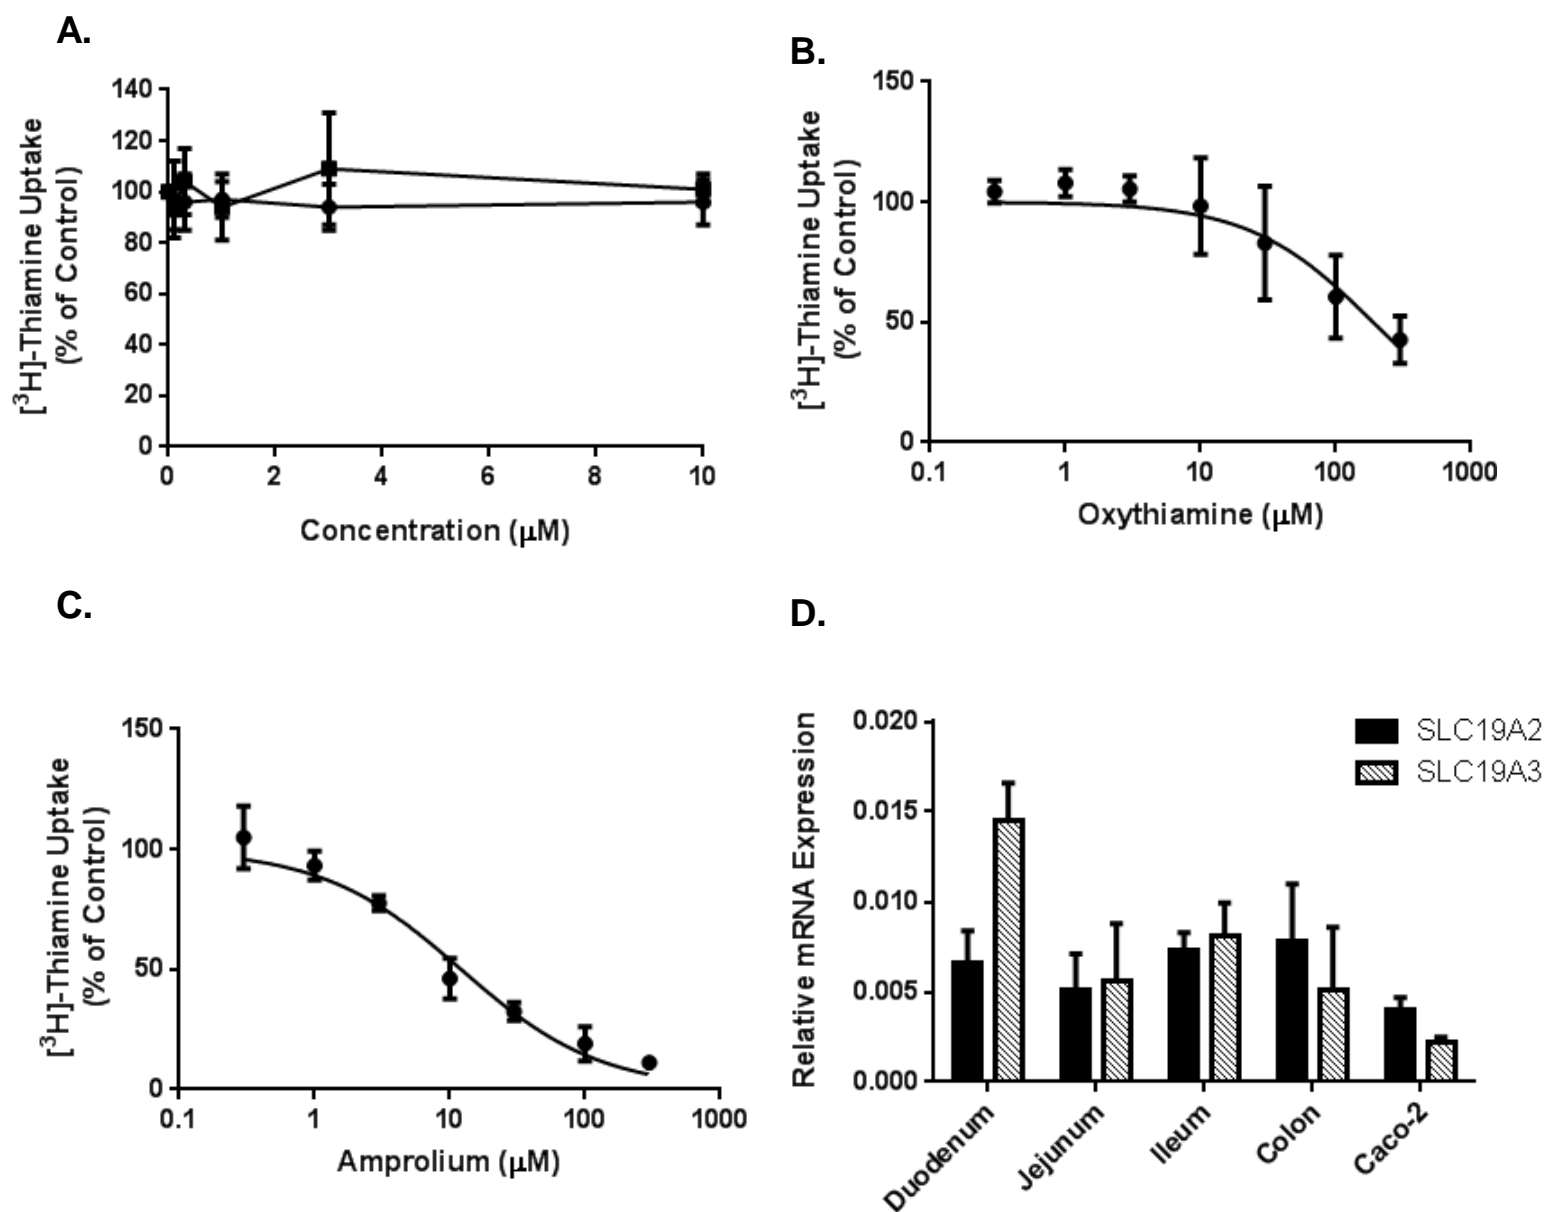 A.
[³H]-Thiamine Uptake
(% of Control)
140
120
100
80
60
40
20
0
0 2 4 6 8 10
Concentration (μM)
B.
[³H]-Thiamine Uptake
(% of Control)
150
100
50
0
0.1 1 10 100 1000
Oxythiamine (μM)
C.
[³H]-Thiamine Uptake
(% of Control)
150
100
50
0
0.1 1 10 100 1000
Amprolium (μM)
D.
Relative mRNA Expression
0.020
0.015
0.010
0.005
0.000
SLC19A2
SLC19A3
Duodenum
Jejunum
Ileum
Colon
Caco-2